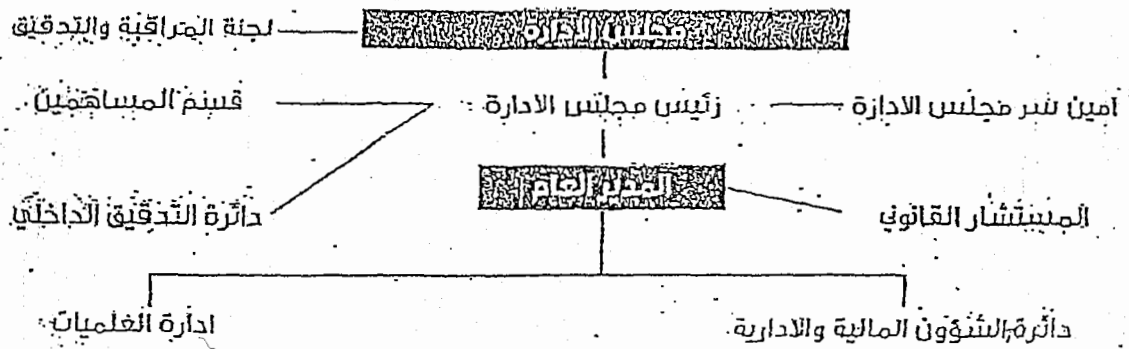 مجلس الادارة لجنة المراقبة والتدقيق
امين سر مجلس الادارة رئيس مجلس الادارة قسم المساهمين
المستشار القانوني المدير العام دائرة التدقيق الداخلي
دائرة الشؤون المالية والادارية ادارة العمليات